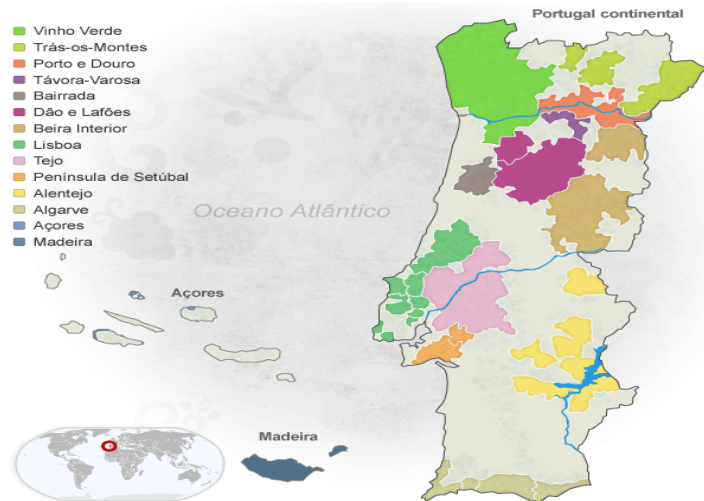 Portugal continental
Vinho Verde
Trás-os-Montes
Porto e Douro
Távora-Varosa
Bairrada
Dão e Lafões
Beira Interior
Lisboa
Tejo
Península de Setúbal
Alentejo
Algarve
Açores
Madeira
Oceano Atlântico
Açores
Madeira